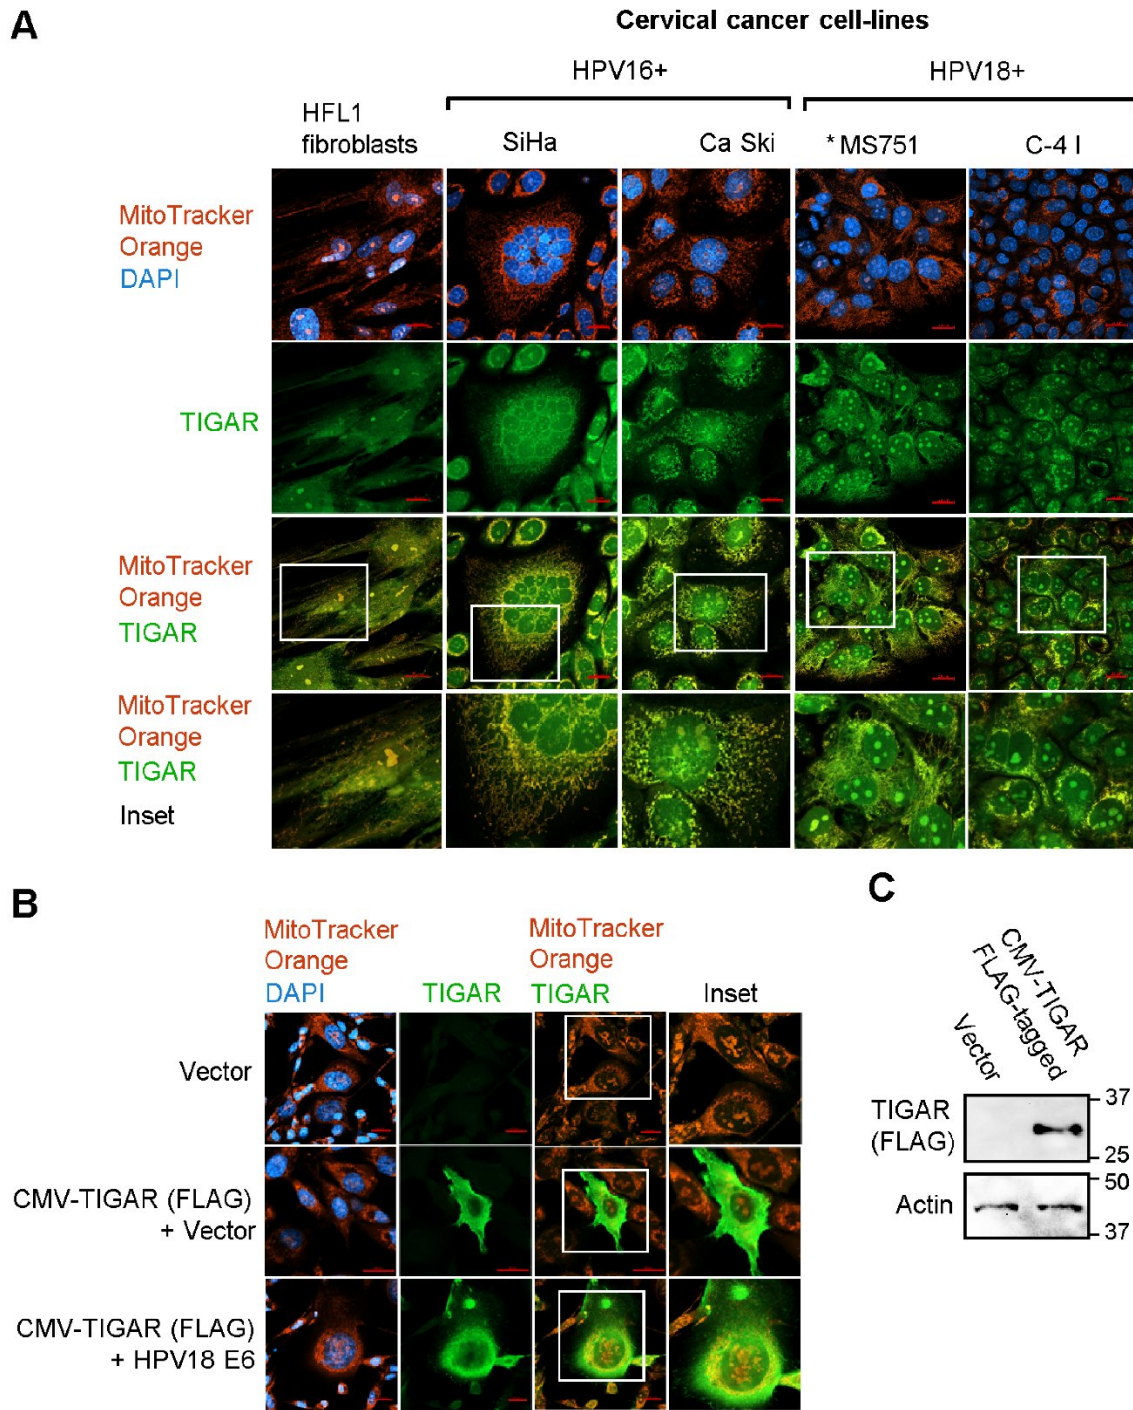 A
Cervical cancer cell-lines
HPV16+
HPV18+
HFL1
fibroblasts
SiHa
Ca Ski
*MS751
C-4 I
MitoTracker
Orange
DAPI
TIGAR
MitoTracker
Orange
TIGAR
MitoTracker
Orange
TIGAR
Inset
B
MitoTracker
Orange
DAPI
TIGAR
MitoTracker
Orange
TIGAR
Inset
Vector
CMV-TIGAR (FLAG)
+ Vector
CMV-TIGAR (FLAG)
+ HPV18 E6
C
Vector
CMV-TIGAR
FLAG-tagged
TIGAR
(FLAG)
37
25
Actin
50
37